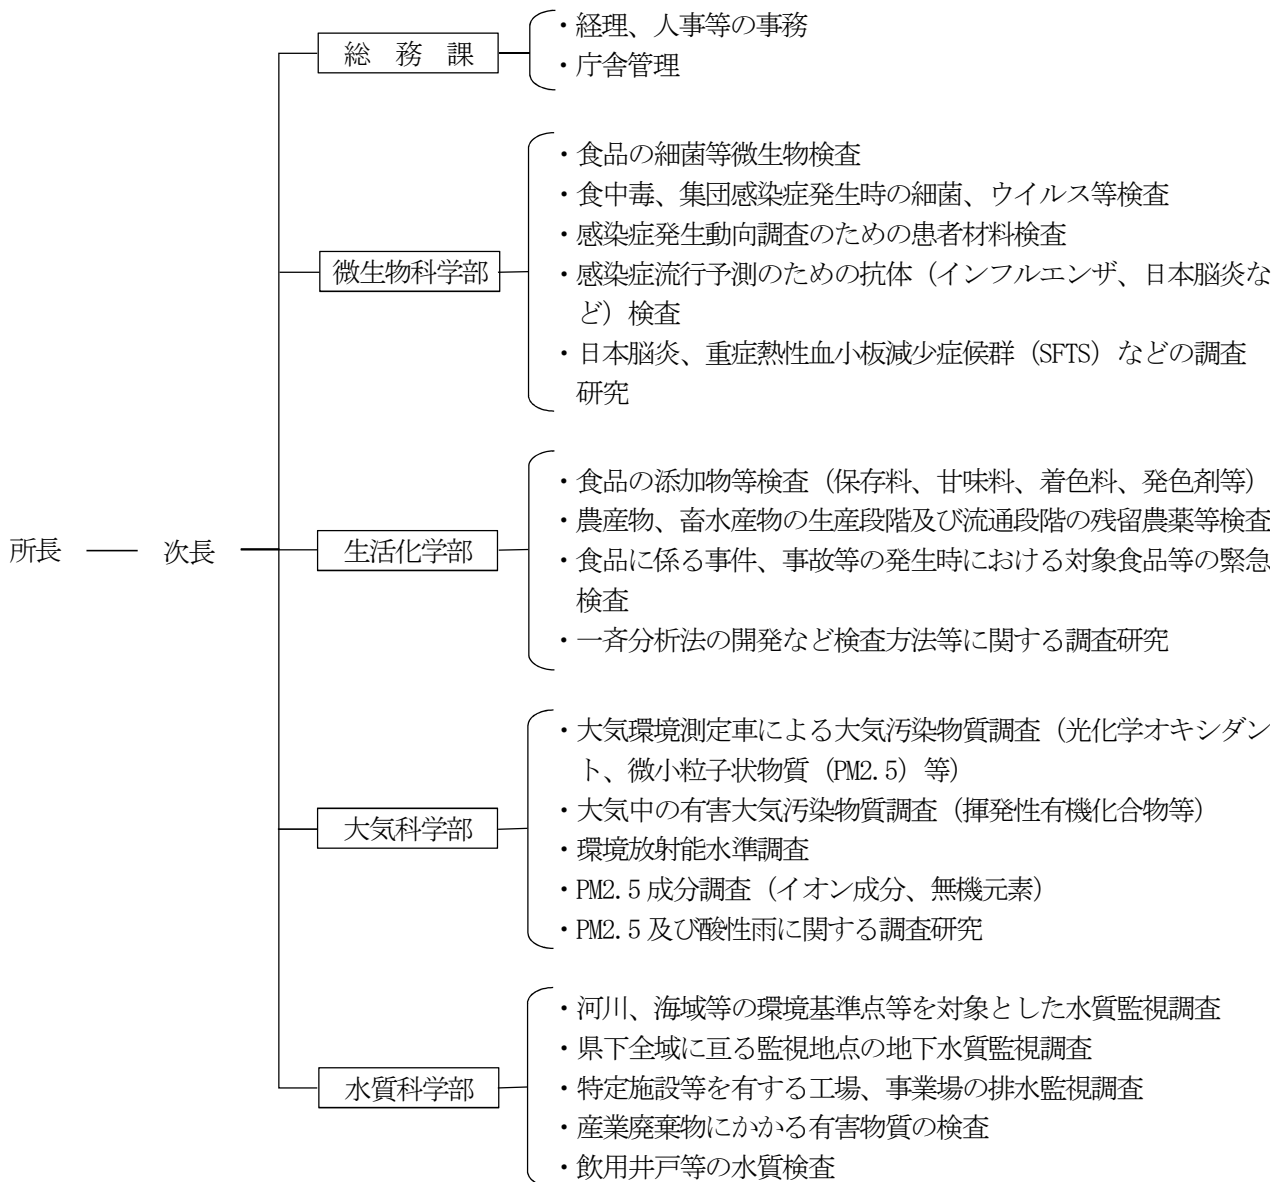 総　務　課
・経理、人事等の事務
・庁舎管理
微生物科学部
・食品の細菌等微生物検査
・食中毒、集団感染症発生時の細菌、ウイルス等検査
・感染症発生動向調査のための患者材料検査
・感染症流行予測のための抗体（インフルエンザ、日本脳炎な
ど）検査
・日本脳炎、重症熱性血小板減少症候群（SFTS）などの調査
研究
所長
次長
生活化学部
・食品の添加物等検査（保存料、甘味料、着色料、発色剤等）
・農産物、畜水産物の生産段階及び流通段階の残留農薬等検査
・食品に係る事件、事故等の発生時における対象食品等の緊急
検査
・一斉分析法の開発など検査方法等に関する調査研究
大気科学部
・大気環境測定車による大気汚染物質調査（光化学オキシダン
ト、微小粒子状物質（PM2.5）等）
・大気中の有害大気汚染物質調査（揮発性有機化合物等）
・環境放射能水準調査
・PM2.5 成分調査（イオン成分、無機元素）
・PM2.5 及び酸性雨に関する調査研究
水質科学部
・河川、海域等の環境基準点等を対象とした水質監視調査
・県下全域に亘る監視地点の地下水質監視調査
・特定施設等を有する工場、事業場の排水監視調査
・産業廃棄物にかかる有害物質の検査
・飲用井戸等の水質検査